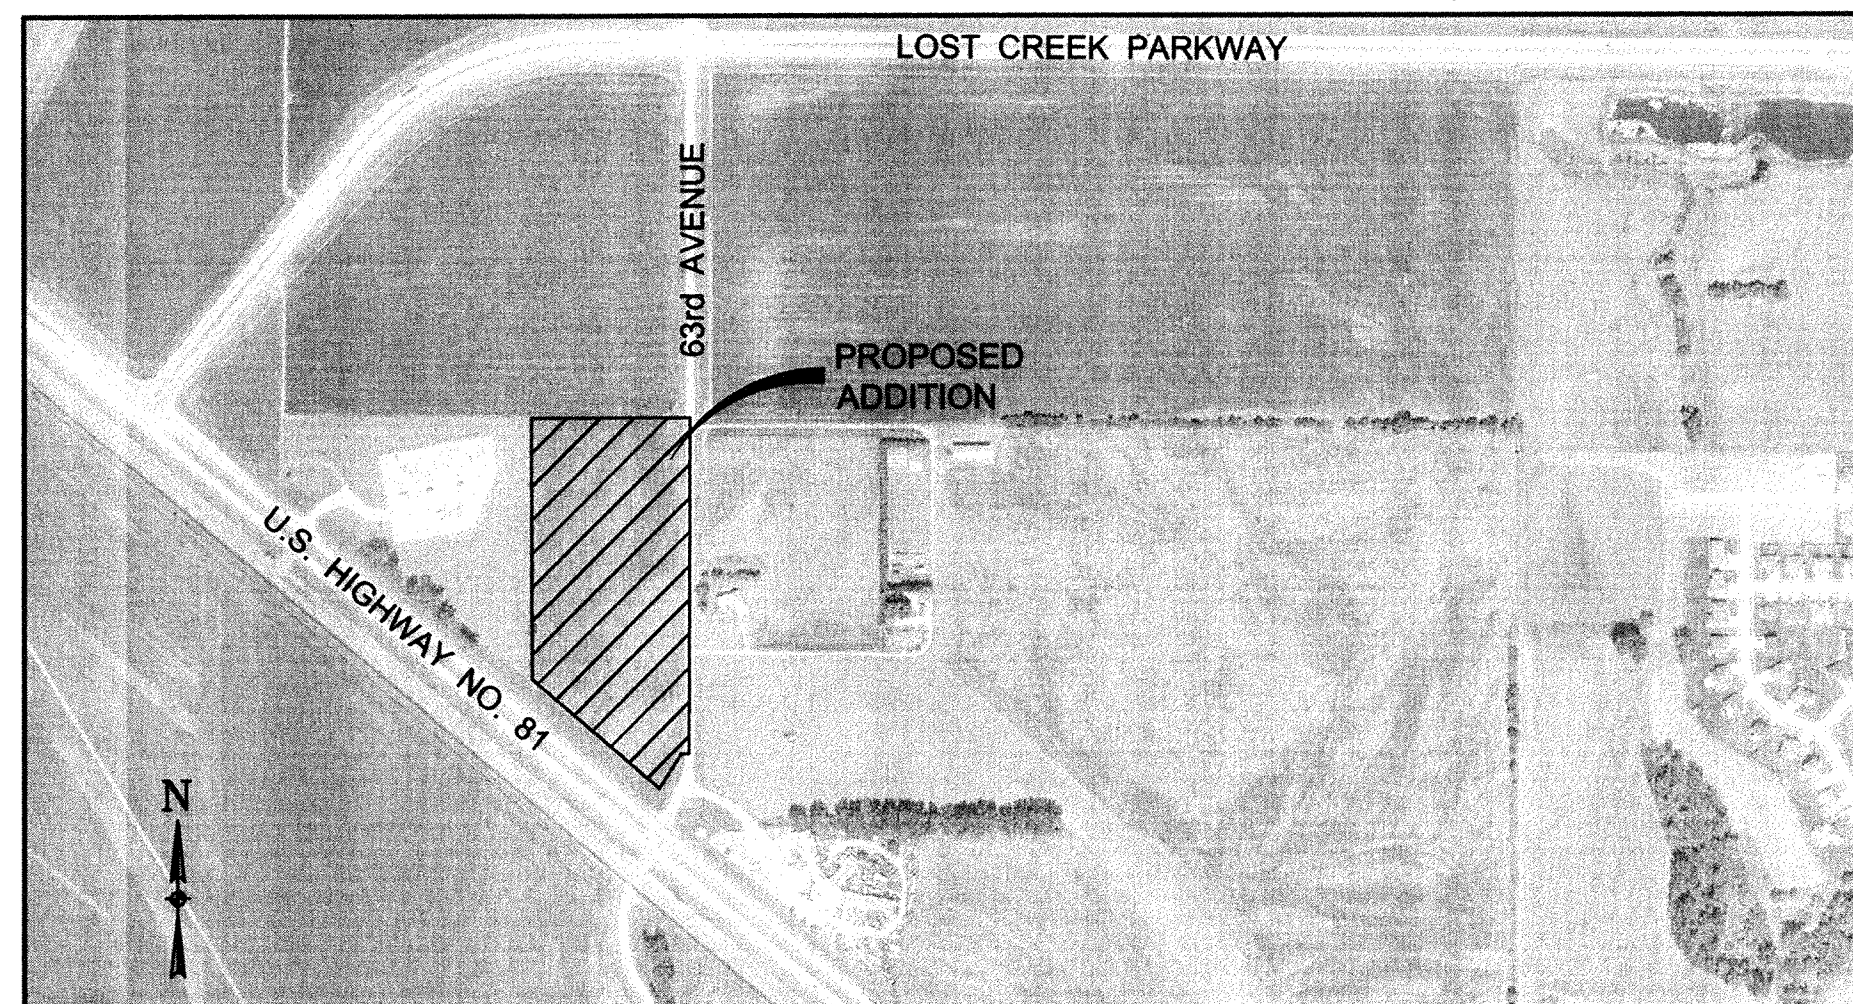 LOST CREEK PARKWAY
63rd AVENUE
PROPOSED
ADDITION
U.S. HIGHWAY NO. 81
N